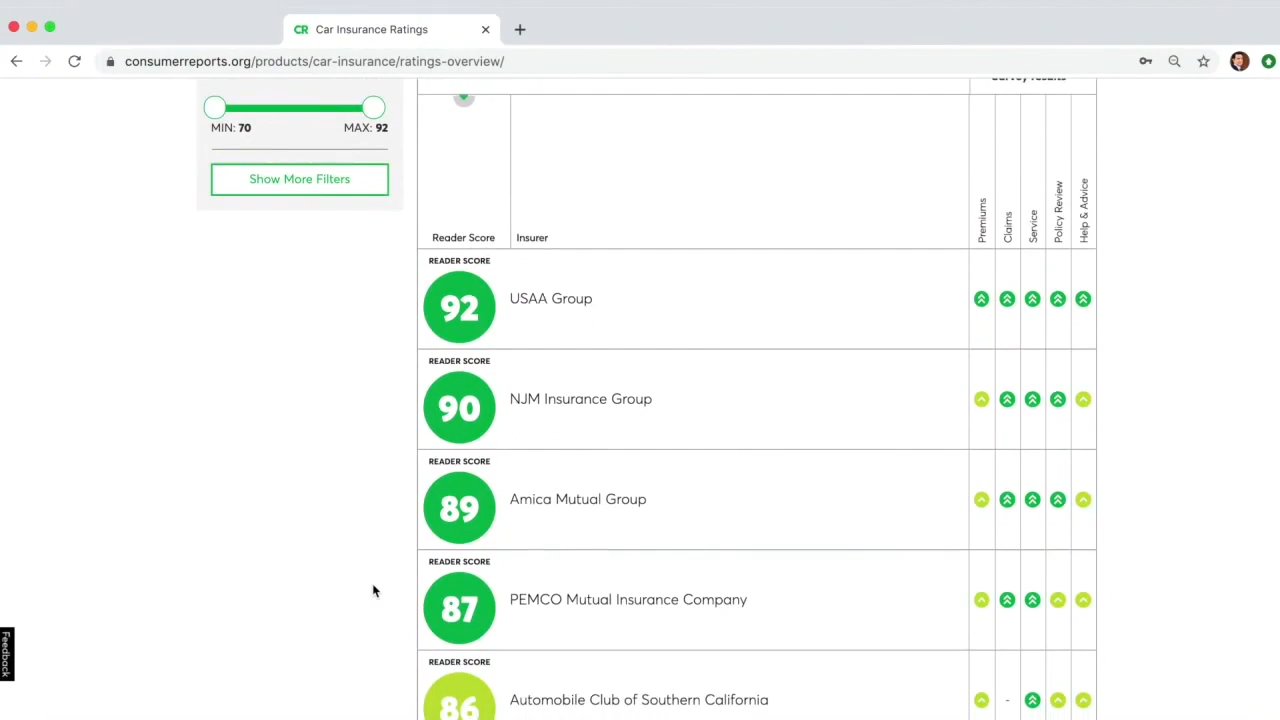 CR Car Insurance Ratings
consumerreports.org/products/car-insurance/ratings-overview/
Survey results
MIN: 70 MAX: 92
Show More Filters
Reader Score
Insurer
Premiums
Claims
Service
Policy Review
Help & Advice
READER SCORE
92
USAA Group
READER SCORE
90
NJM Insurance Group
READER SCORE
89
Amica Mutual Group
READER SCORE
87
PEMCO Mutual Insurance Company
READER SCORE
86
Automobile Club of Southern California
-
Feedback